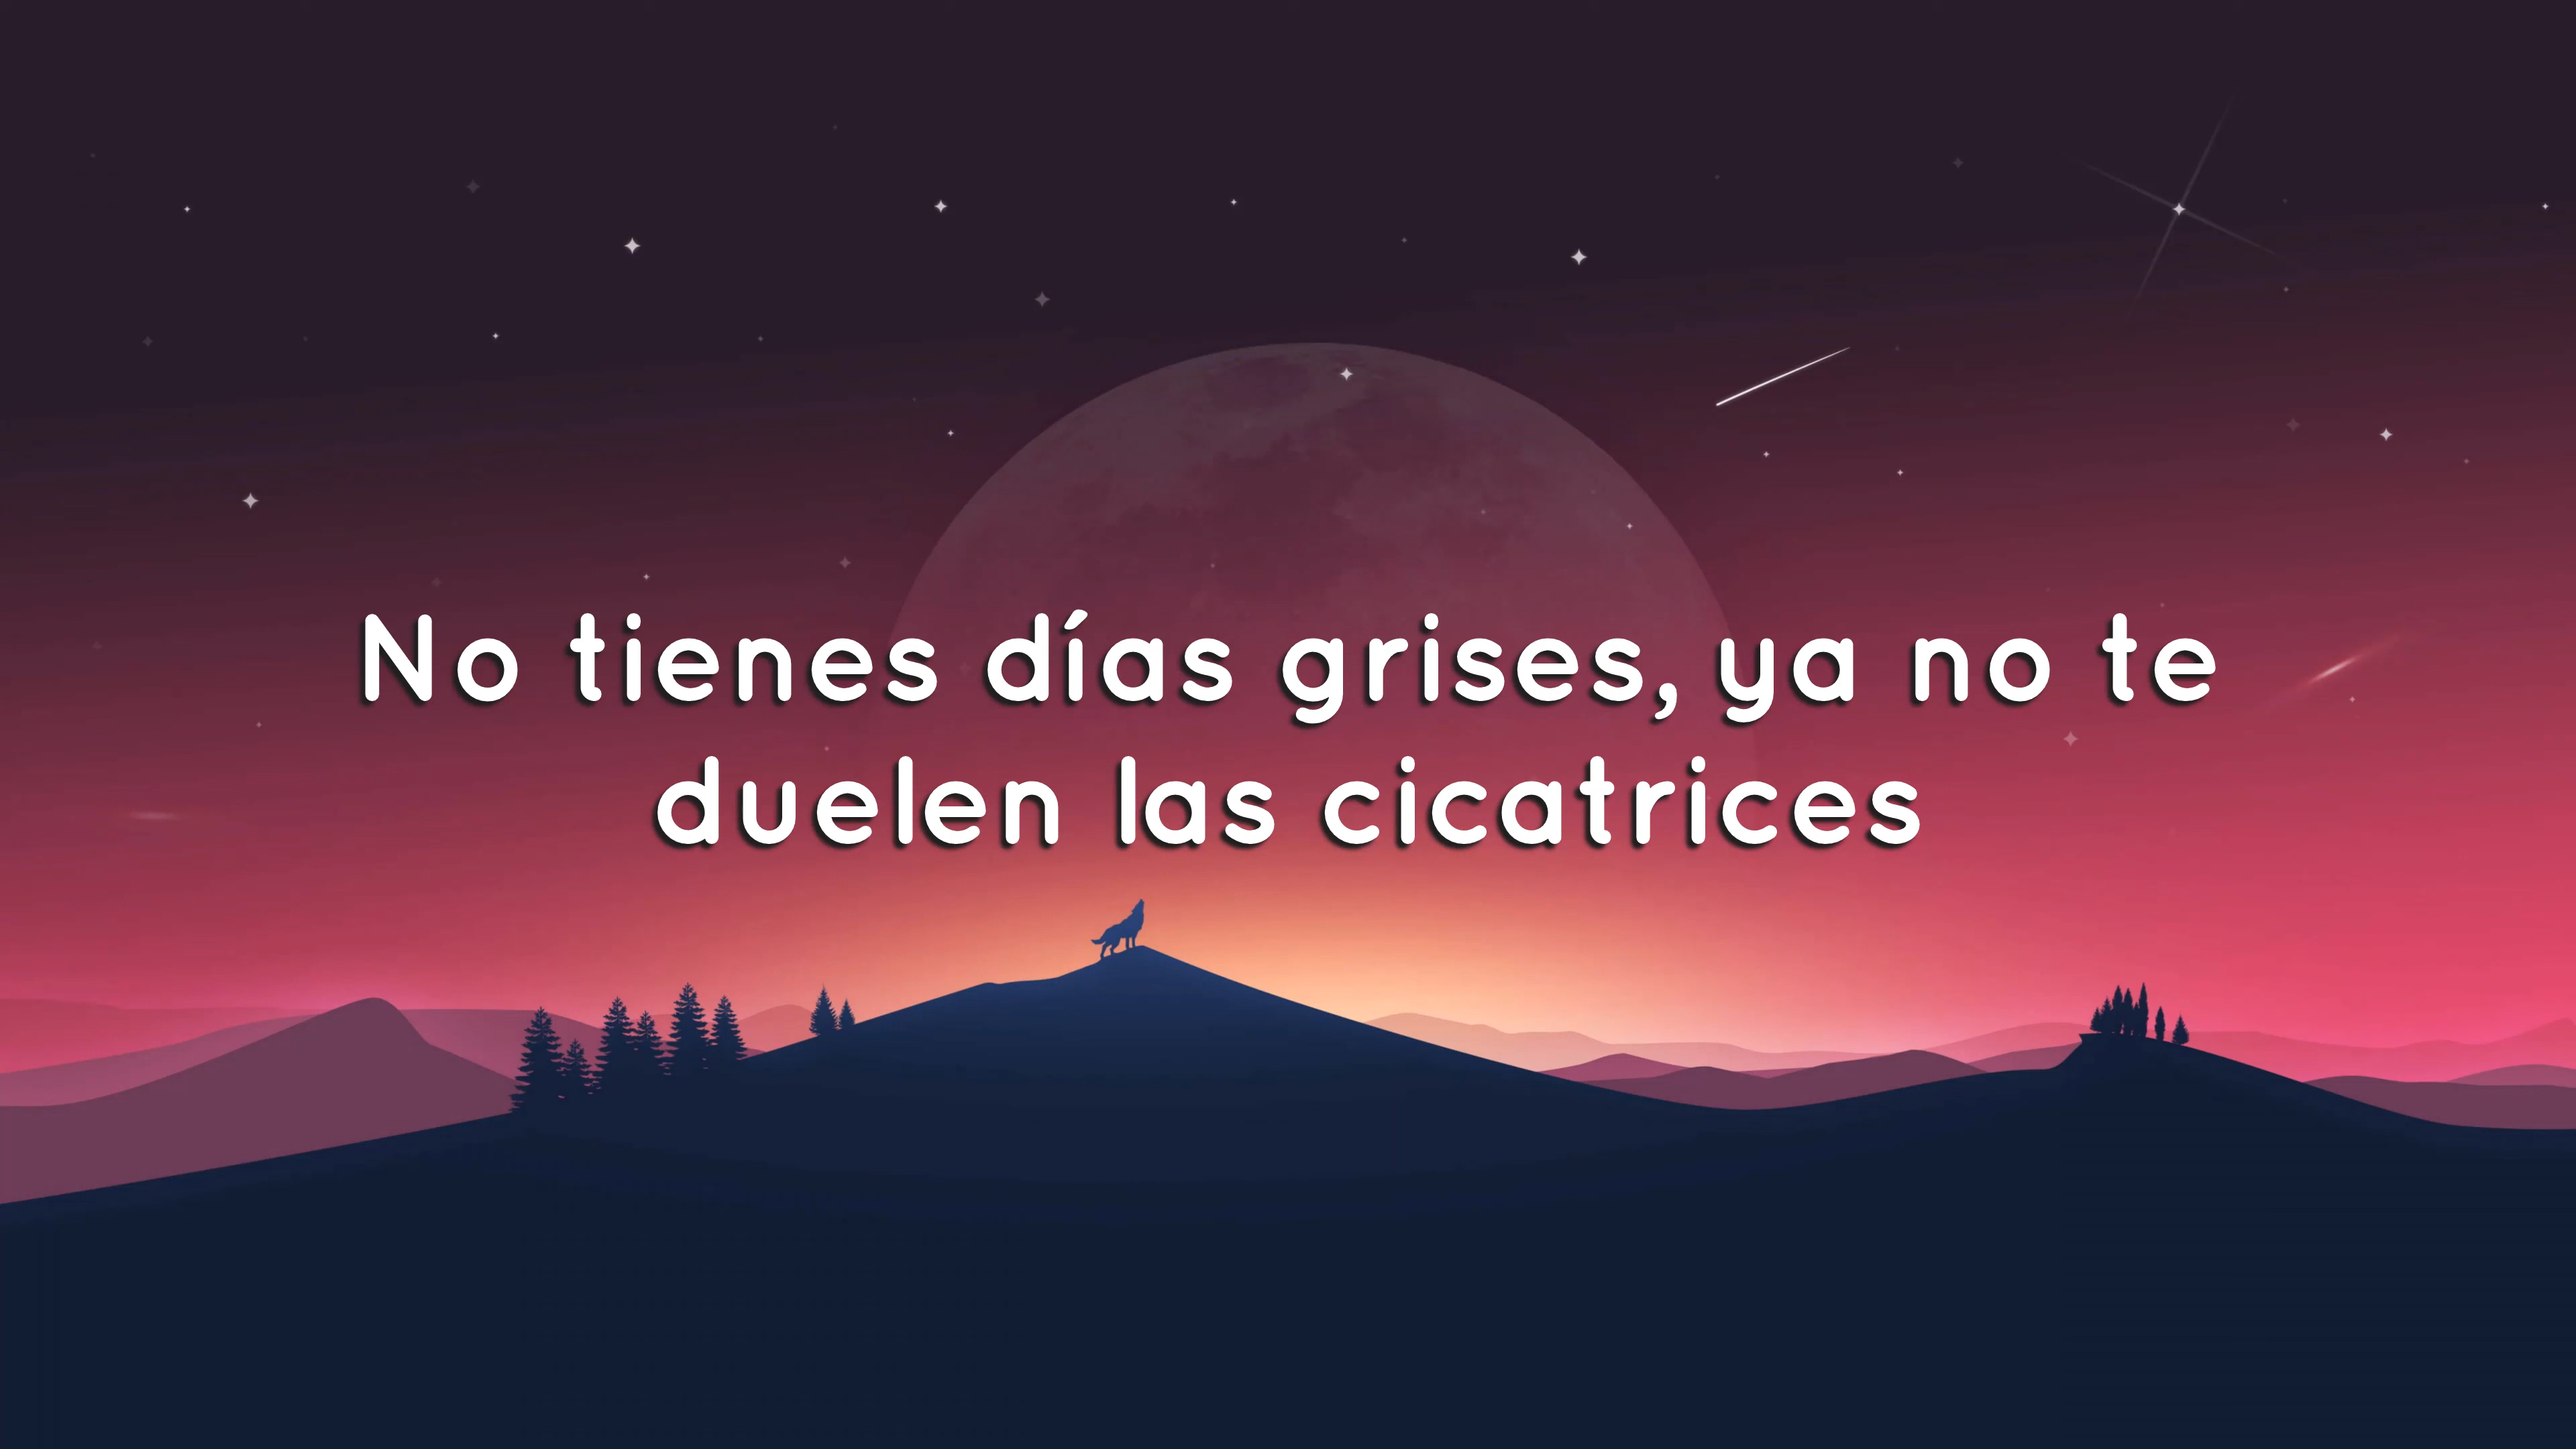 No tienes días grises, ya no te
duelen las cicatrices